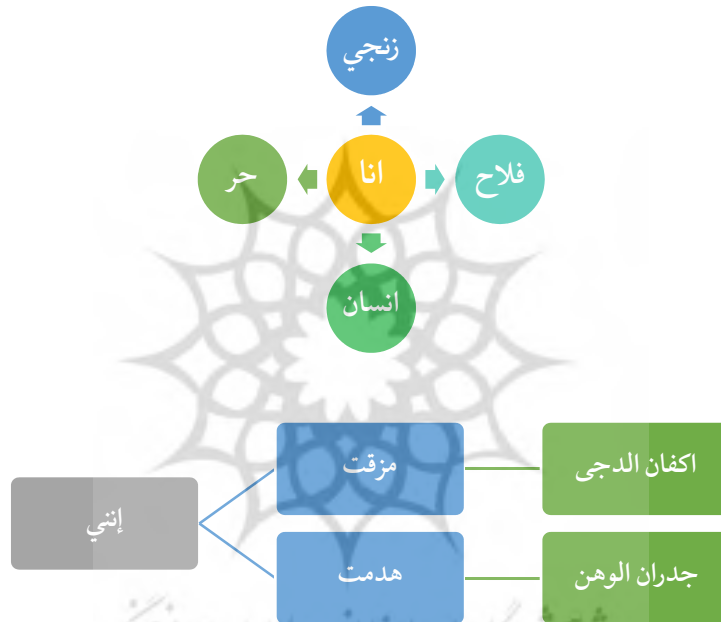 زنجي
حر
انا
فلاح
انسان
إنني
مزقت
اكفان الدجى
هدمت
جدران الوهن